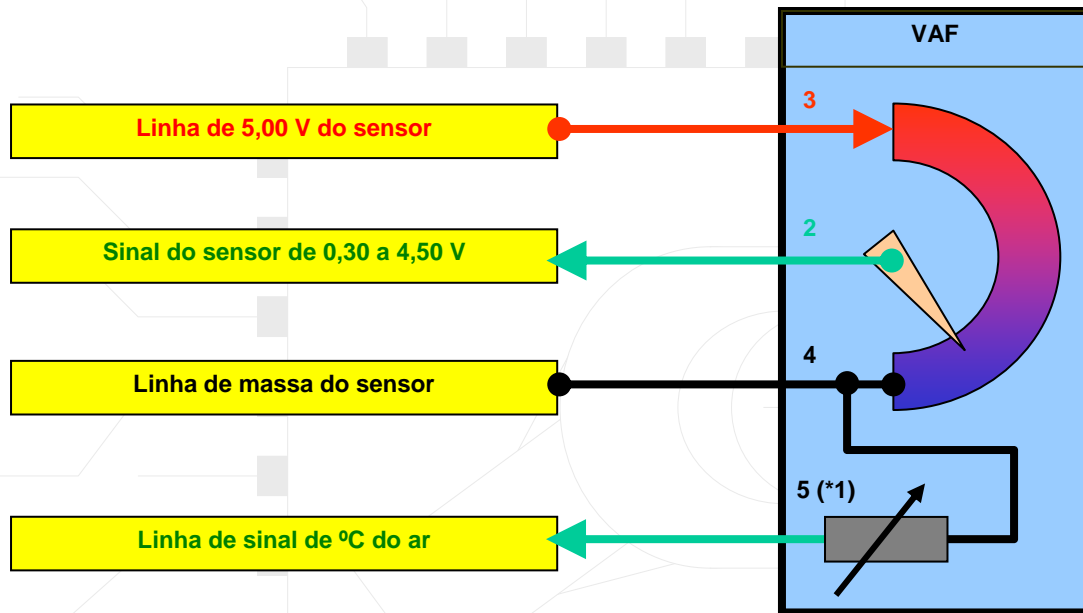 VAF
Linha de 5,00 V do sensor
3
Sinal do sensor de 0,30 a 4,50 V
2
Linha de massa do sensor
4
5 (*1)
Linha de sinal de ºC do ar